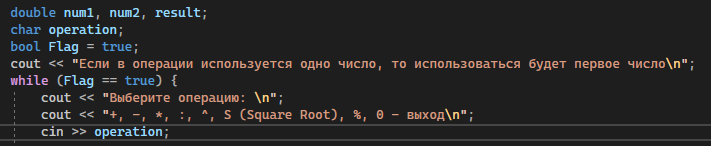 double num1, num2, result;
char operation;
bool Flag = true;
cout << "Если в операции используется одно число, то использоваться будет первое число\n";
while (Flag == true) {
    cout << "Выберите операцию: \n";
    cout << "+, -, *, :, ^, S (Square Root), %, 0 - выход\n";
    cin >> operation;